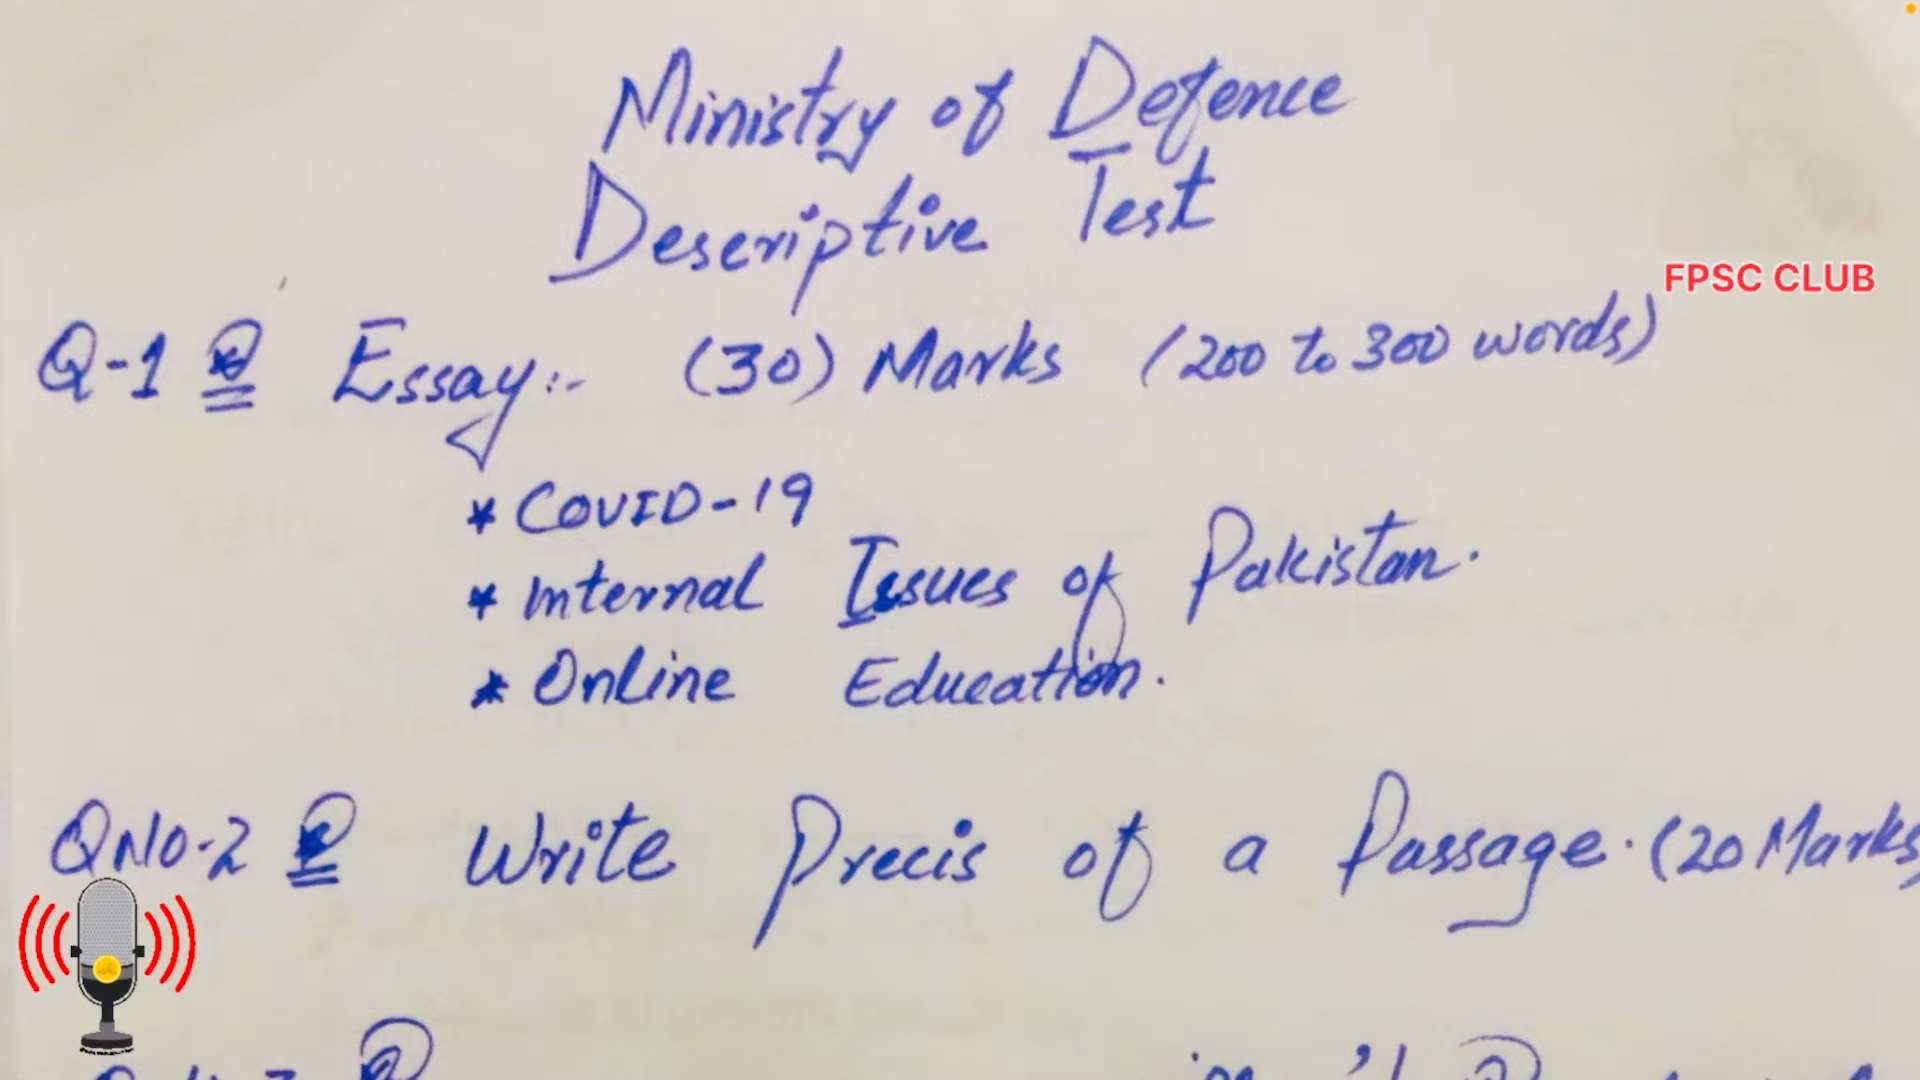 Ministry of Defence
Descriptive Test
FPSC CLUB
Q-1 Essay:- (30) Marks (200 to 300 words)
* COVID-19
* Internal Issues of Pakistan.
* Online Education.
QNO-2 Write Precis of a Passage. (20 Marks